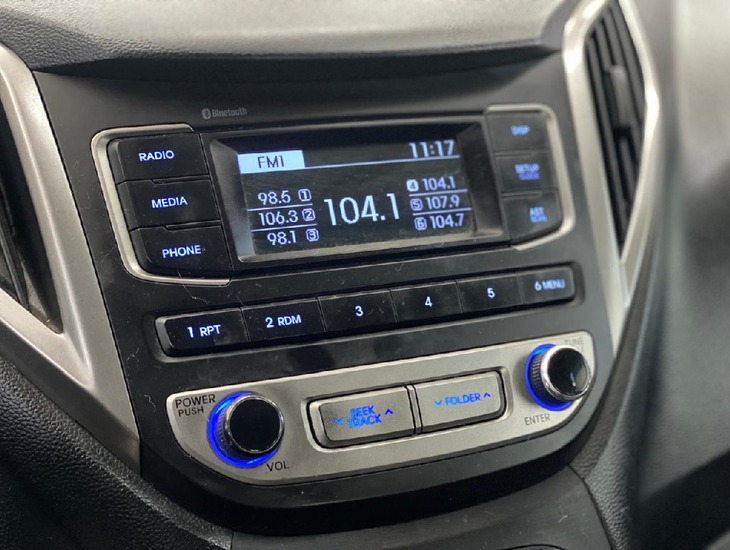 Bluetooth
RADIO
MEDIA
PHONE
FM1 11:17
98.5 1
106.3 2
98.1 3
104.1
4 104.1
5 107.9
6 104.7
DISP
SETUP
AST
1 RPT
2 RDM
3
4
5
6 MENU
POWER
PUSH
VOL
SEEK
TRACK
FOLDER
TUNE
ENTER